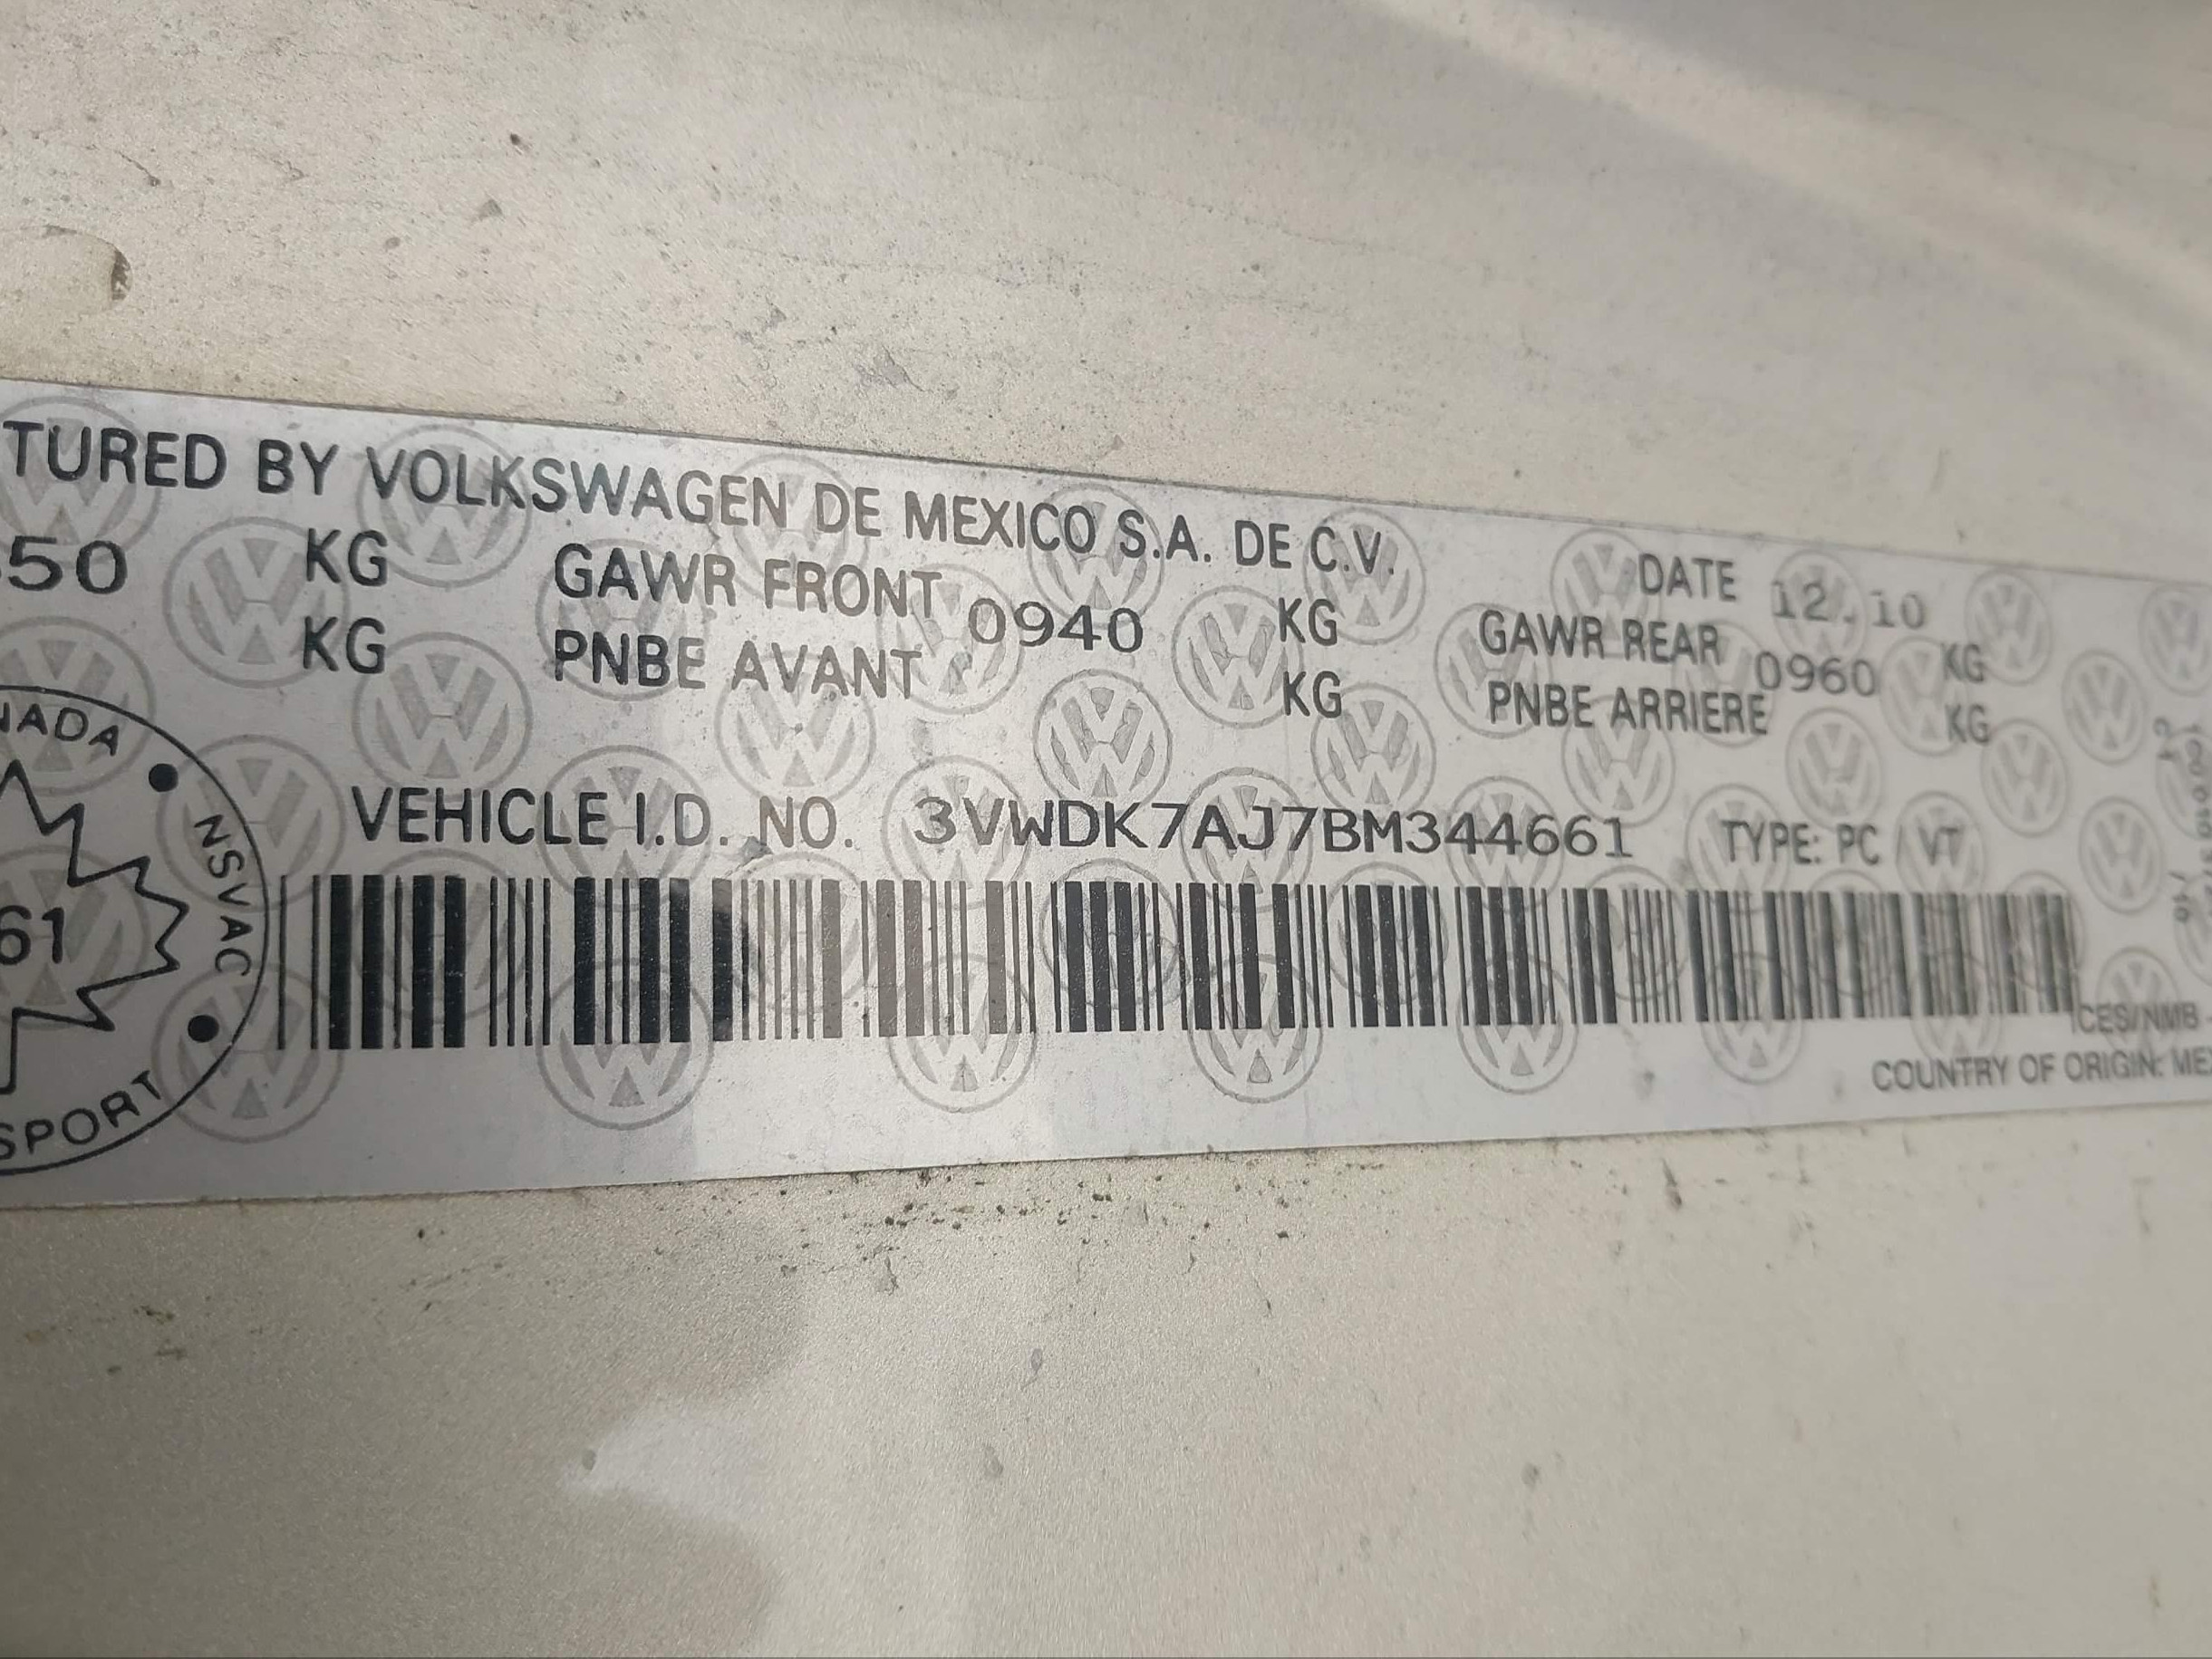 TURED BY VOLKSWAGEN DE MEXICO S.A. DE C.V. DATE 12.10
50 KG GAWR FRONT 0940 KG GAWR REAR 0960 KG
KG PNBE AVANT KG PNBE ARRIERE KG
NADA
NSVAC
61
SPORT
VEHICLE I.D. NO. 3VWDK7AJ7BM344661 TYPE: PC / VT
CES/NMB
COUNTRY OF ORIGIN: MEX